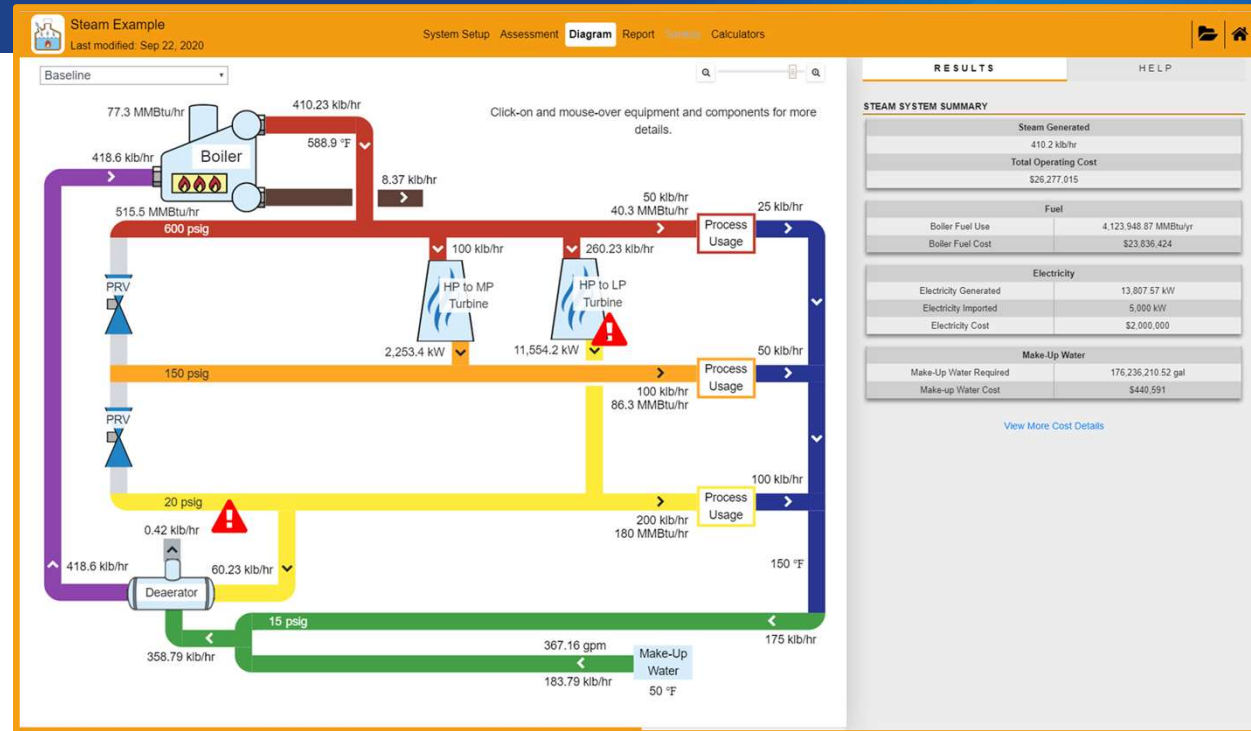 Steam Example
Last modified: Sep 22, 2020
System Setup Assessment Diagram Report Calculators
Baseline
RESULTS HELP
Click-on and mouse-over equipment and components for more
details.
77.3 MMBtu/hr
410.23 klb/hr
588.9 °F
418.6 klb/hr
Boiler
8.37 klb/hr
515.5 MMBtu/hr
600 psig
50 klb/hr
40.3 MMBtu/hr
Process
Usage
25 klb/hr
100 klb/hr
260.23 klb/hr
PRV
HP to MP
Turbine
HP to LP
Turbine
2,253.4 kW
11,554.2 kW
150 psig
100 klb/hr
86.3 MMBtu/hr
Process
Usage
50 klb/hr
PRV
20 psig
200 klb/hr
180 MMBtu/hr
Process
Usage
100 klb/hr
0.42 klb/hr
418.6 klb/hr
60.23 klb/hr
Deaerator
150 °F
15 psig
175 klb/hr
358.79 klb/hr
367.16 gpm
183.79 klb/hr
Make-Up
Water
50 °F
STEAM SYSTEM SUMMARY
Steam Generated
410.2 klb/hr
Total Operating Cost
$26,277,015
Fuel
Boiler Fuel Use 4,123,948.87 MMBtu/yr
Boiler Fuel Cost $23,836,424
Electricity
Electricity Generated 13,807.57 kW
Electricity Imported 5,000 kW
Electricity Cost $2,000,000
Make-Up Water
Make-Up Water Required 176,236,210.52 gal
Make-up Water Cost $440,591
View More Cost Details